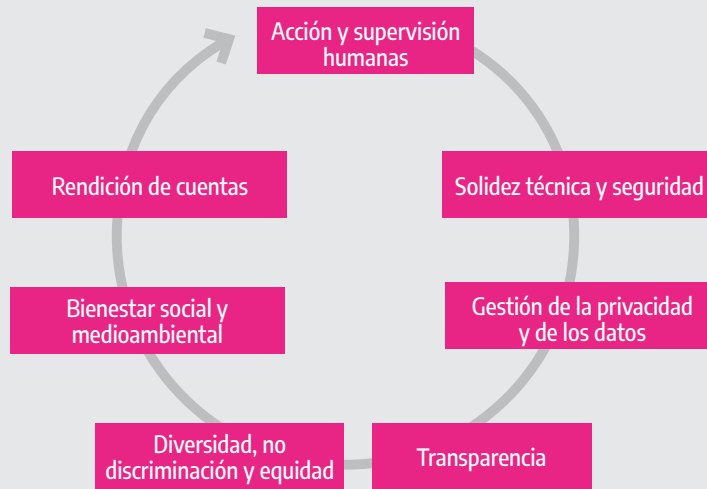 Acción y supervisión
humanas
Solidez técnica y seguridad
Gestión de la privacidad
y de los datos
Transparencia
Diversidad, no
discriminación y equidad
Bienestar social y
medioambiental
Rendición de cuentas